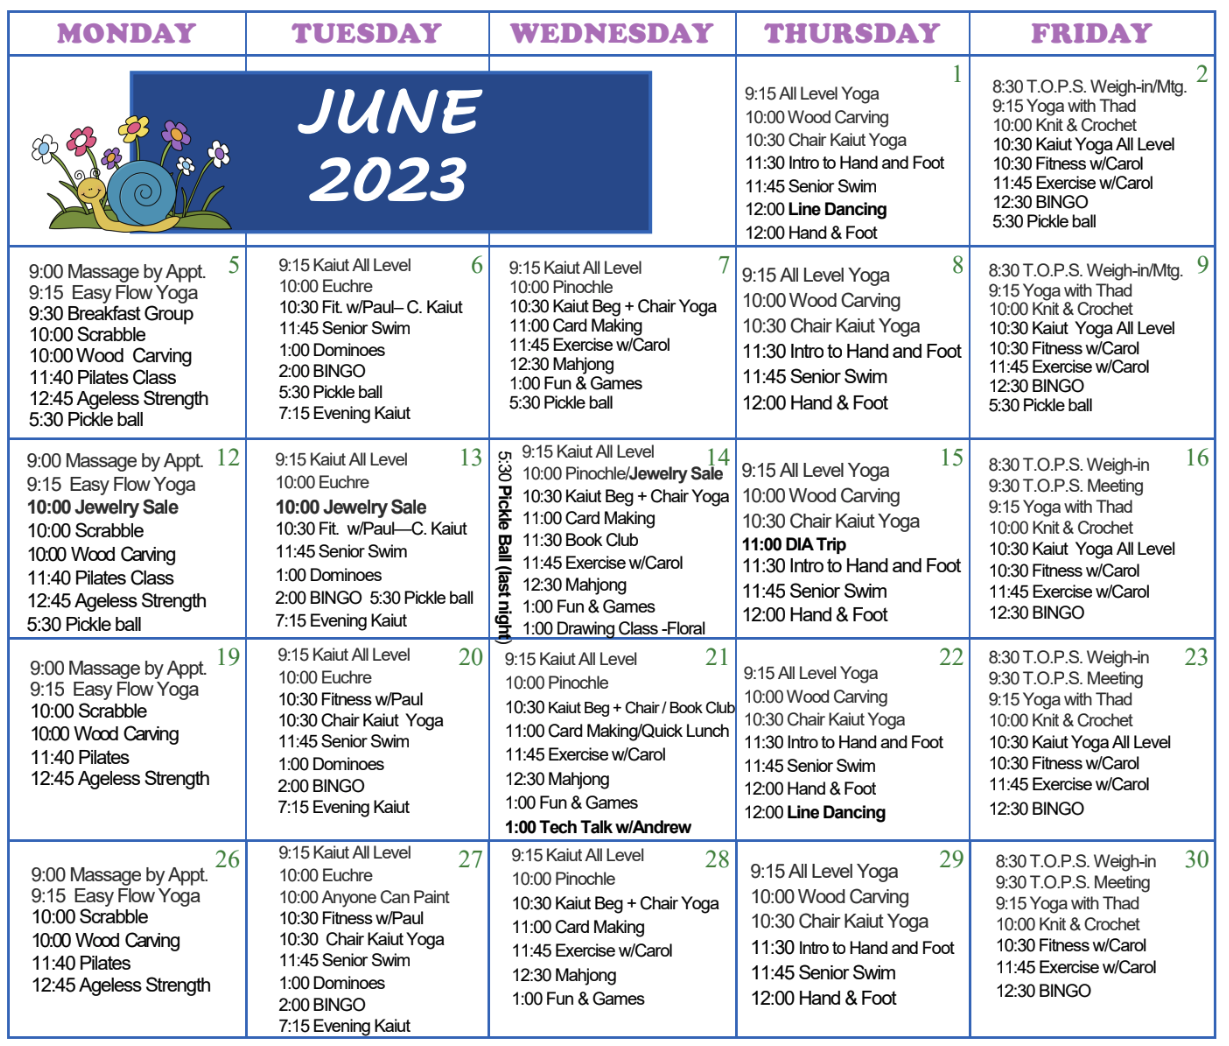 MONDAY
TUESDAY
WEDNESDAY
THURSDAY
FRIDAY
JUNE
2023
1
9:15 All Level Yoga
10:00 Wood Carving
10:30 Chair Kaiut Yoga
11:30 Intro to Hand and Foot
11:45 Senior Swim
12:00 Line Dancing
12:00 Hand & Foot
2
8:30 T.O.P.S. Weigh-in/Mtg.
9:15 Yoga with Thad
10:00 Knit & Crochet
10:30 Kaiut Yoga All Level
10:30 Fitness w/Carol
11:45 Exercise w/Carol
12:30 BINGO
5:30 Pickle ball
5
9:00 Massage by Appt.
9:15 Easy Flow Yoga
9:30 Breakfast Group
10:00 Scrabble
10:00 Wood Carving
11:40 Pilates Class
12:45 Ageless Strength
5:30 Pickle ball
6
9:15 Kaiut All Level
10:00 Euchre
10:30 Fit. w/Paul– C. Kaiut
11:45 Senior Swim
1:00 Dominoes
2:00 BINGO
5:30 Pickle ball
7:15 Evening Kaiut
7
9:15 Kaiut All Level
10:00 Pinochle
10:30 Kaiut Beg + Chair Yoga
11:00 Card Making
11:45 Exercise w/Carol
12:30 Mahjong
1:00 Fun & Games
5:30 Pickle ball
8
9:15 All Level Yoga
10:00 Wood Carving
10:30 Chair Kaiut Yoga
11:30 Intro to Hand and Foot
11:45 Senior Swim
12:00 Hand & Foot
9
8:30 T.O.P.S. Weigh-in/Mtg.
9:15 Yoga with Thad
10:00 Knit & Crochet
10:30 Kaiut Yoga All Level
10:30 Fitness w/Carol
11:45 Exercise w/Carol
12:30 BINGO
5:30 Pickle ball
12
9:00 Massage by Appt.
9:15 Easy Flow Yoga
10:00 Jewelry Sale
10:00 Scrabble
10:00 Wood Carving
11:40 Pilates Class
12:45 Ageless Strength
5:30 Pickle ball
13
9:15 Kaiut All Level
10:00 Euchre
10:00 Jewelry Sale
10:30 Fit. w/Paul—C. Kaiut
11:45 Senior Swim
1:00 Dominoes
2:00 BINGO 5:30 Pickle ball
7:15 Evening Kaiut
14
5:30 Pickle Ball (last night)
9:15 Kaiut All Level
10:00 Pinochle/Jewelry Sale
10:30 Kaiut Beg + Chair Yoga
11:00 Card Making
11:30 Book Club
11:45 Exercise w/Carol
12:30 Mahjong
1:00 Fun & Games
1:00 Drawing Class -Floral
15
9:15 All Level Yoga
10:00 Wood Carving
10:30 Chair Kaiut Yoga
11:00 DIA Trip
11:30 Intro to Hand and Foot
11:45 Senior Swim
12:00 Hand & Foot
16
8:30 T.O.P.S. Weigh-in
9:30 T.O.P.S. Meeting
9:15 Yoga with Thad
10:00 Knit & Crochet
10:30 Kaiut Yoga All Level
10:30 Fitness w/Carol
11:45 Exercise w/Carol
12:30 BINGO
19
9:00 Massage by Appt.
9:15 Easy Flow Yoga
10:00 Scrabble
10:00 Wood Carving
11:40 Pilates
12:45 Ageless Strength
20
9:15 Kaiut All Level
10:00 Euchre
10:30 Fitness w/Paul
10:30 Chair Kaiut Yoga
11:45 Senior Swim
1:00 Dominoes
2:00 BINGO
7:15 Evening Kaiut
21
9:15 Kaiut All Level
10:00 Pinochle
10:30 Kaiut Beg + Chair / Book Club
11:00 Card Making/Quick Lunch
11:45 Exercise w/Carol
12:30 Mahjong
1:00 Fun & Games
1:00 Tech Talk w/Andrew
22
9:15 All Level Yoga
10:00 Wood Carving
10:30 Chair Kaiut Yoga
11:30 Intro to Hand and Foot
11:45 Senior Swim
12:00 Hand & Foot
12:00 Line Dancing
23
8:30 T.O.P.S. Weigh-in
9:30 T.O.P.S. Meeting
9:15 Yoga with Thad
10:00 Knit & Crochet
10:30 Kaiut Yoga All Level
10:30 Fitness w/Carol
11:45 Exercise w/Carol
12:30 BINGO
26
9:00 Massage by Appt.
9:15 Easy Flow Yoga
10:00 Scrabble
10:00 Wood Carving
11:40 Pilates
12:45 Ageless Strength
27
9:15 Kaiut All Level
10:00 Euchre
10:00 Anyone Can Paint
10:30 Fitness w/Paul
10:30 Chair Kaiut Yoga
11:45 Senior Swim
1:00 Dominoes
2:00 BINGO
7:15 Evening Kaiut
28
9:15 Kaiut All Level
10:00 Pinochle
10:30 Kaiut Beg + Chair Yoga
11:00 Card Making
11:45 Exercise w/Carol
12:30 Mahjong
1:00 Fun & Games
29
9:15 All Level Yoga
10:00 Wood Carving
10:30 Chair Kaiut Yoga
11:30 Intro to Hand and Foot
11:45 Senior Swim
12:00 Hand & Foot
30
8:30 T.O.P.S. Weigh-in
9:30 T.O.P.S. Meeting
9:15 Yoga with Thad
10:00 Knit & Crochet
10:30 Fitness w/Carol
11:45 Exercise w/Carol
12:30 BINGO